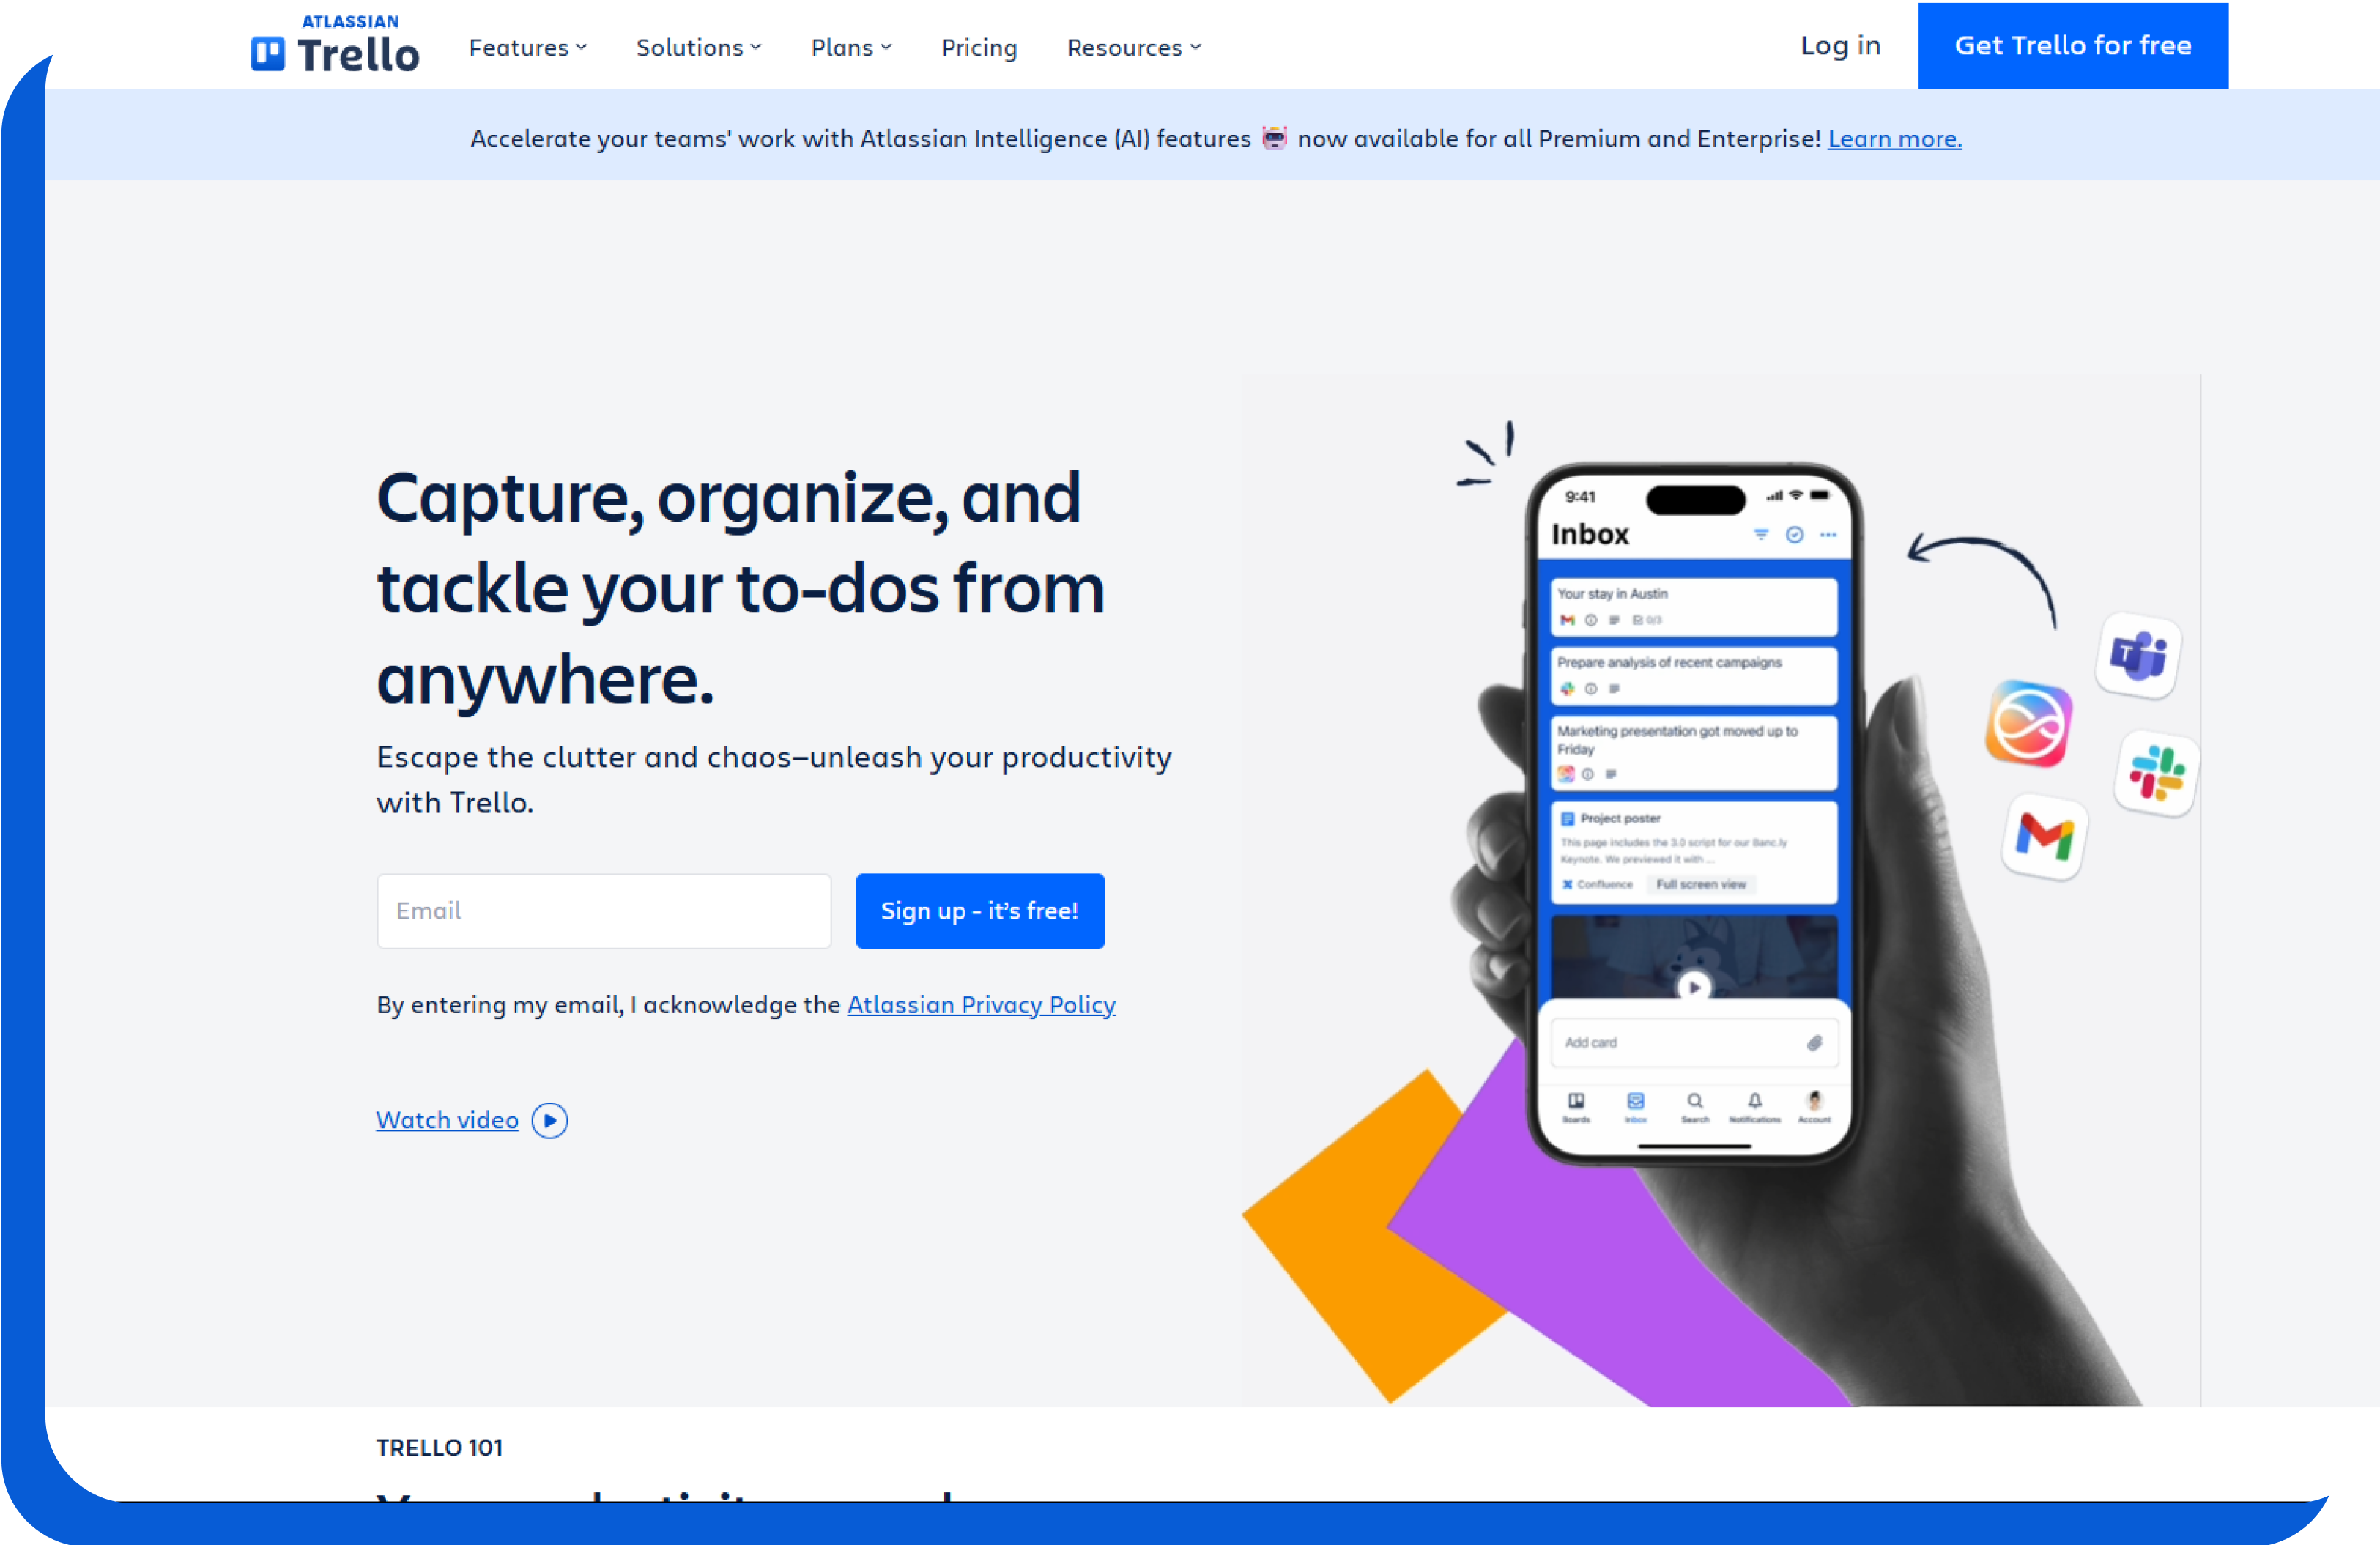 ATLASSIAN
Trello
Features
Solutions
Plans
Pricing
Resources
Log in
Get Trello for free
Accelerate your teams' work with Atlassian Intelligence (AI) features 🤖 now available for all Premium and Enterprise! Learn more.
Capture, organize, and
tackle your to-dos from
anywhere.
Escape the clutter and chaos—unleash your productivity
with Trello.
Email
Sign up - it's free!
By entering my email, I acknowledge the Atlassian Privacy Policy
Watch video
9:41
Inbox
Your stay in Austin
0/3
Prepare analysis of recent campaigns
Marketing presentation got moved up to
Friday
Project poster
This page includes the 3.0 script for our Banc.ly
Keynote. We previewed it with ...
Confluence
Full screen view
Add card
Boards
Inbox
Search
Notifications
Account
T
TRELLO 101